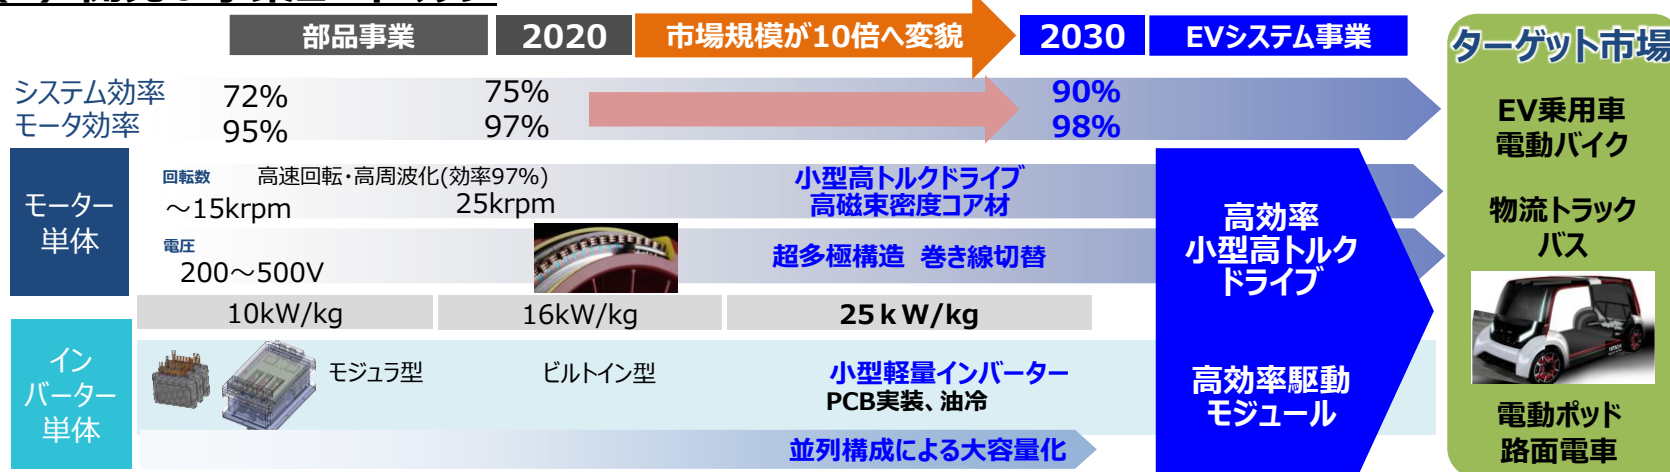 部品事業
2020
市場規模が10倍へ変貌
2030
EVシステム事業
ターゲット市場
システム効率
72%
75%
90%
モータ効率
95%
97%
98%
EV乗用車
電動バイク
物流トラック
バス
電動ポッド
路面電車
モーター
単体
回転数
高速回転・高周波化(効率97%)
～15krpm
25krpm
小型高トルクドライブ
高磁束密度コア材
電圧
200～500V
超多極構造 巻き線切替
10kW/kg
16kW/kg
25ｋW/kg
高効率
小型高トルク
ドライブ
高効率駆動
モジュール
イン
バーター
単体
モジュラ型
ビルトイン型
小型軽量インバーター
PCB実装、油冷
並列構成による大容量化